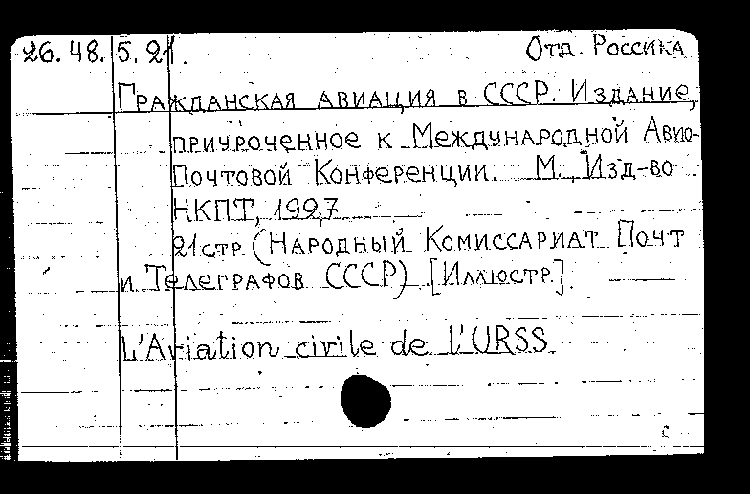 26. 48. 5. 21. Отд. Россика
Гражданская авиация в СССР. Издание,
приуроченное к Международной Авио-
Почтовой Конференции. М., Изд-во
НКПТ, 1927
21 стр (Народный Комиссариат Почт
и Телеграфов СССР) [Иллюстр.].
L'Aviation civile de l'URSS.
c